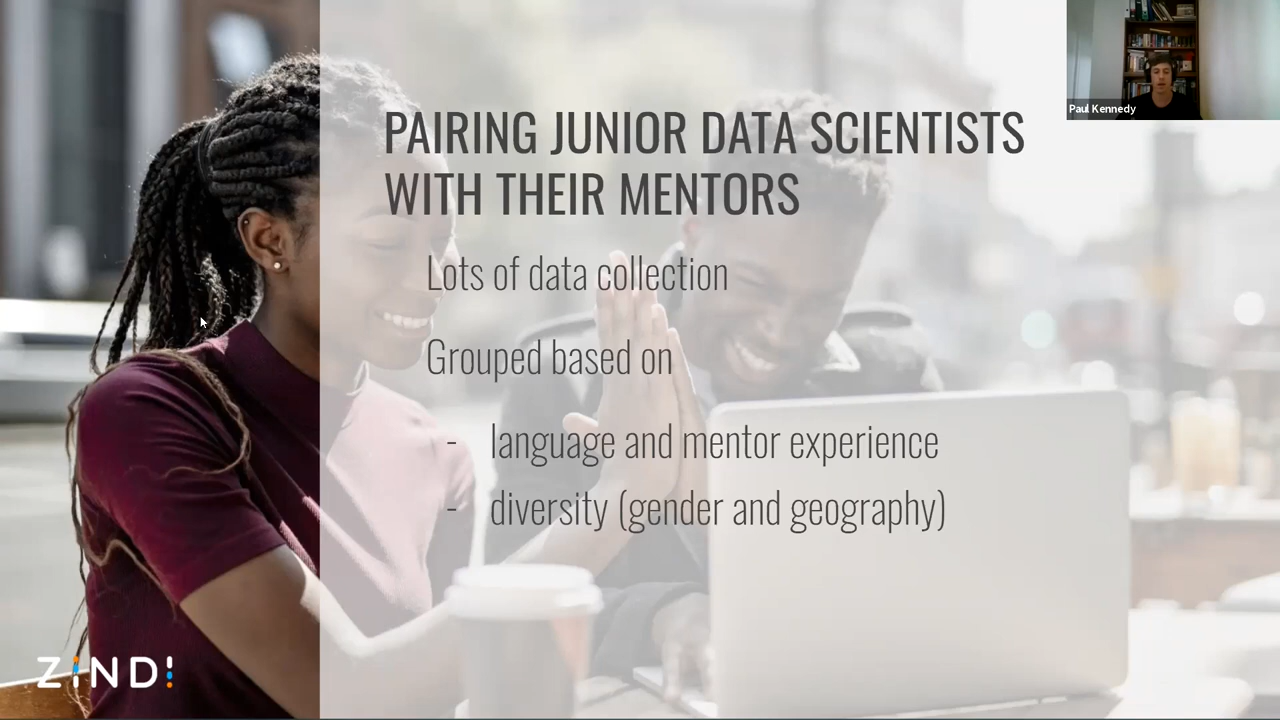 Paul Kennedy
PAIRING JUNIOR DATA SCIENTISTS
WITH THEIR MENTORS
Lots of data collection
Grouped based on
- language and mentor experience
- diversity (gender and geography)
ZINDI